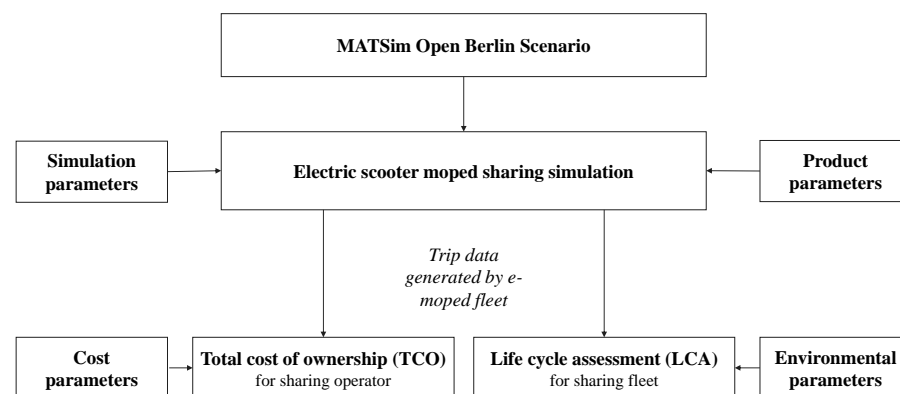 MATSim Open Berlin Scenario
Simulation
parameters
Electric scooter moped sharing simulation
Product
parameters
Trip data
generated by e-
moped fleet
Cost
parameters
Total cost of ownership (TCO)
for sharing operator
Life cycle assessment (LCA)
for sharing fleet
Environmental
parameters